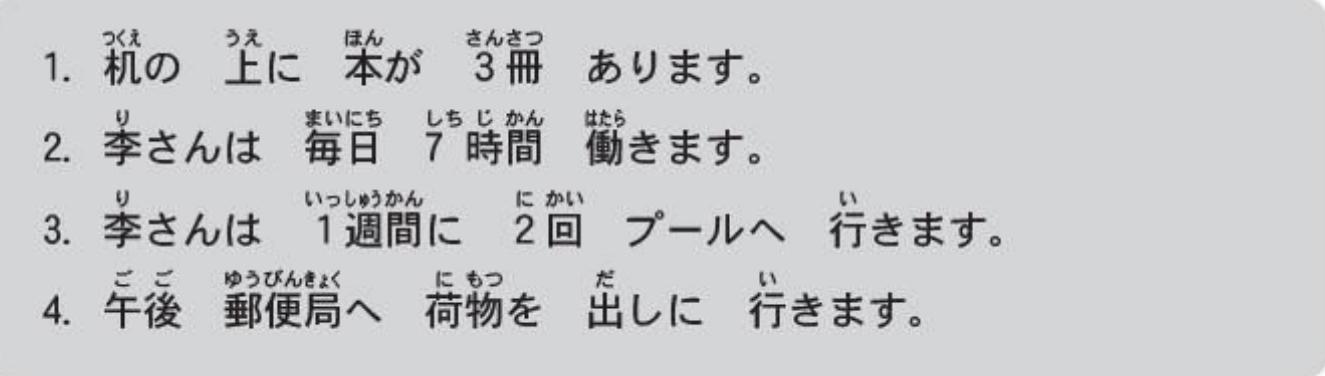 1. 机の 上に 本が 3冊 あります。
2. 李さんは 毎日 7時間 働きます。
3. 李さんは 1週間に 2回 プールへ 行きます。
4. 午後 郵便局へ 荷物を 出しに 行きます。